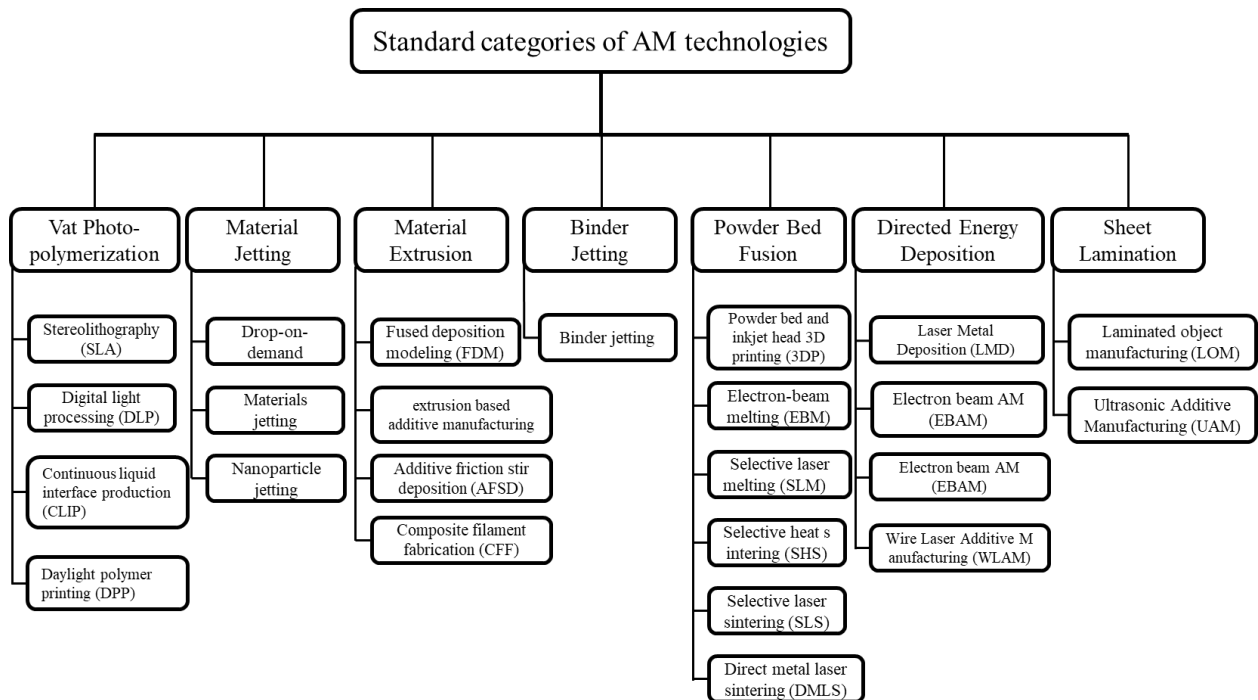 Standard categories of AM technologies
Vat Photo-
polymerization
Stereolithography
(SLA)
Digital light
processing (DLP)
Continuous liquid
interface production
(CLIP)
Daylight polymer
printing (DPP)
Material
Jetting
Drop-on-
demand
Materials
jetting
Nanoparticle
jetting
Material
Extrusion
Fused deposition
modeling (FDM)
extrusion based
additive manufacturing
Additive friction stir
deposition (AFSD)
Composite filament
fabrication (CFF)
Binder
Jetting
Binder jetting
Powder Bed
Fusion
Powder bed and
inkjet head 3D
printing (3DP)
Electron-beam
melting (EBM)
Selective laser
melting (SLM)
Selective heat s
intering (SHS)
Selective laser
sintering (SLS)
Direct metal laser
sintering (DMLS)
Directed Energy
Deposition
Laser Metal
Deposition (LMD)
Electron beam AM
(EBAM)
Electron beam AM
(EBAM)
Wire Laser Additive M
anufacturing (WLAM)
Sheet
Lamination
Laminated object
manufacturing (LOM)
Ultrasonic Additive
Manufacturing (UAM)